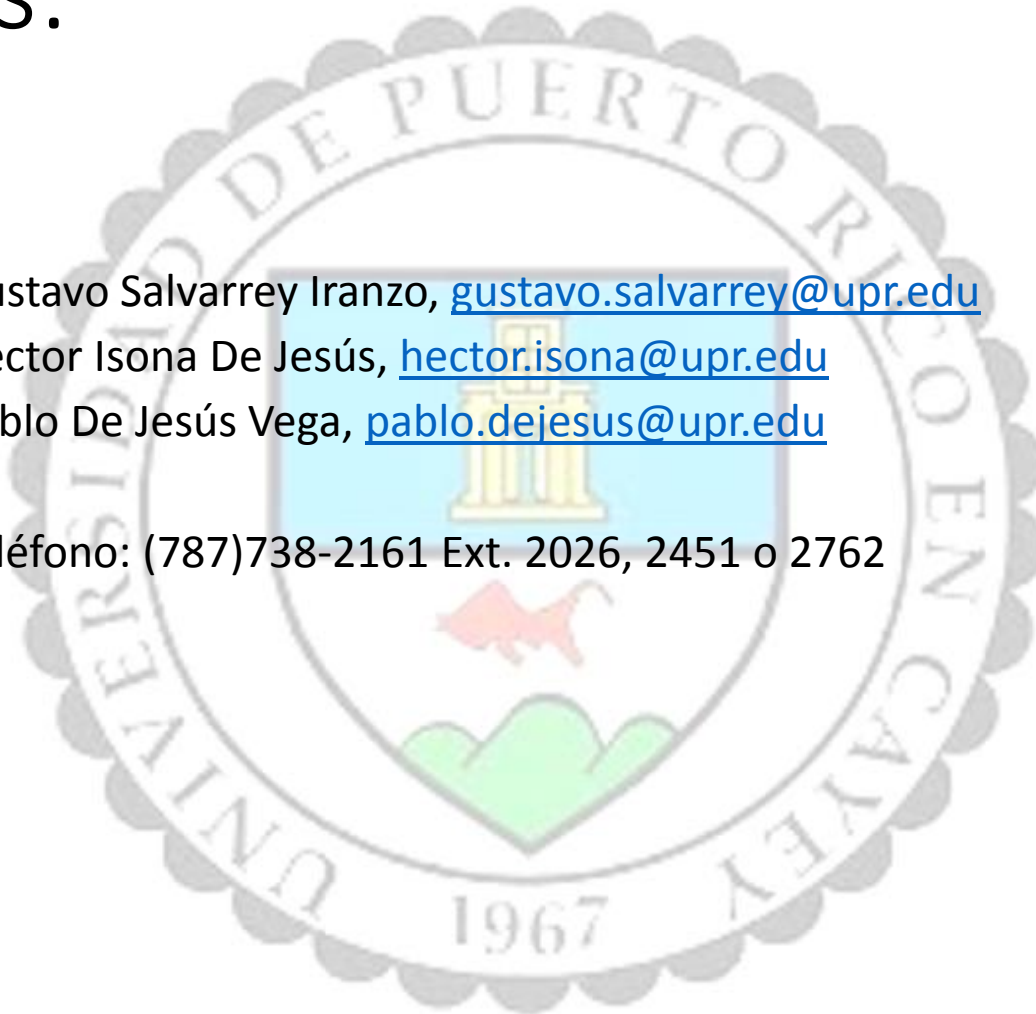 s:
ustavo Salvarrey Iranzo, gustavo.salvarrey@upr.edu
ector Isona De Jesús, hector.isona@upr.edu
blo De Jesús Vega, pablo.dejesus@upr.edu
léfono: (787)738-2161 Ext. 2026, 2451 o 2762
UNIVERSIDAD DE PUERTO RICO EN CAYEY
1967